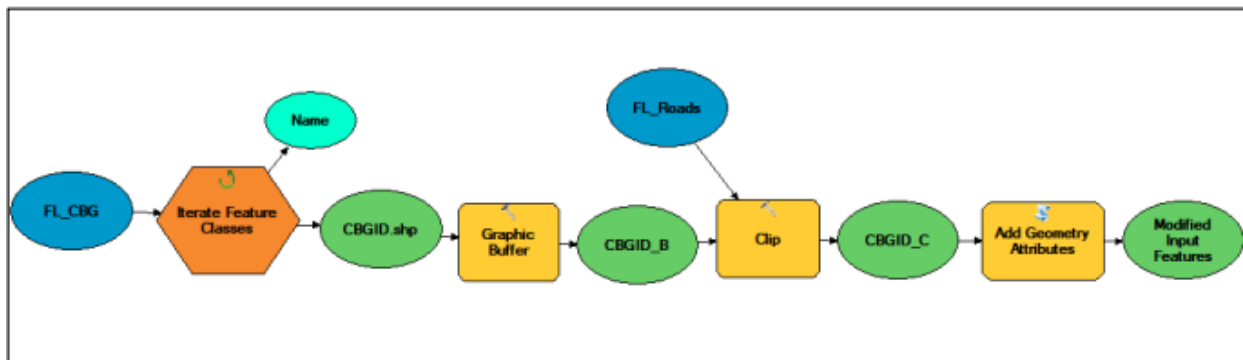 FL_CBG
Iterate Feature
Classes
Name
CBGID.shp
Graphic
Buffer
CBGID_B
FL_Roads
Clip
CBGID_C
Add Geometry
Attributes
Modified
Input
Features